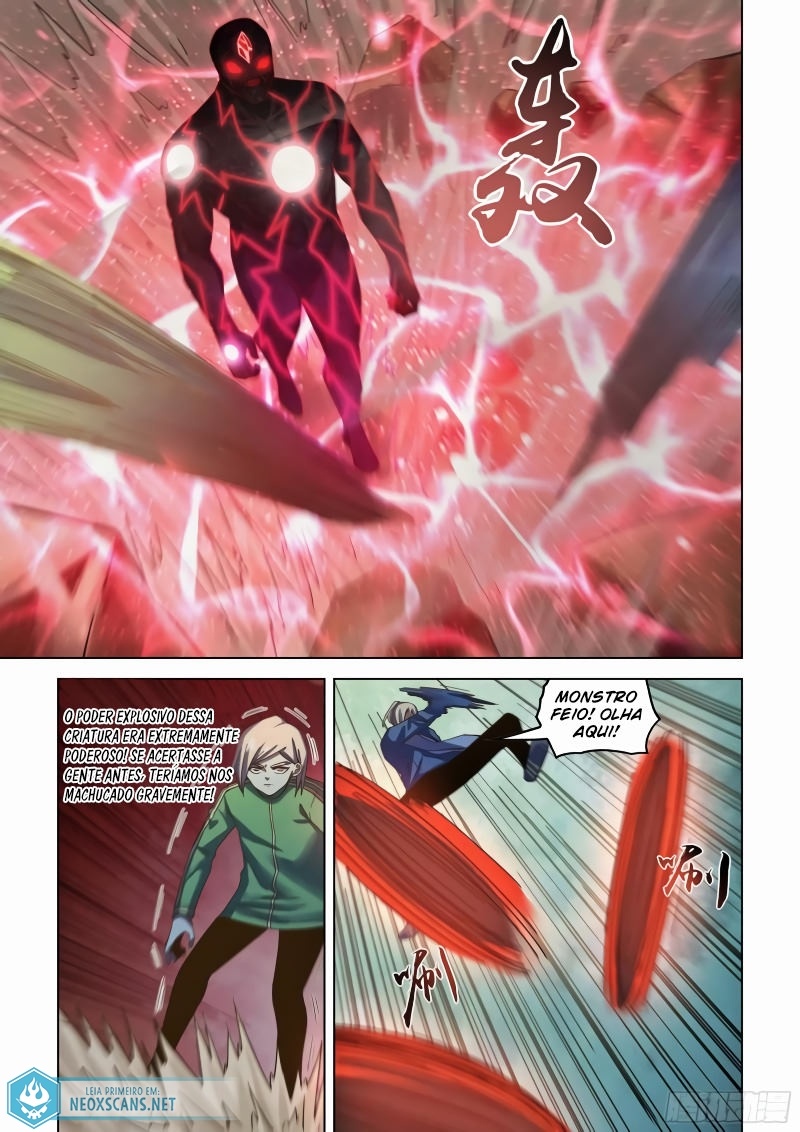 轰
O PODER EXPLOSIVO DESSA
CRIATURA ERA EXTREMAMENTE
PODEROSO! SE ACERTASSE A
GENTE ANTES, TERÍAMOS NOS
MACHUCADO GRAVEMENTE!
MONSTRO
FEIO! OLHA
AQUI!
唰
唰
LEIA PRIMEIRO EM:
NEOXSCANS.NET